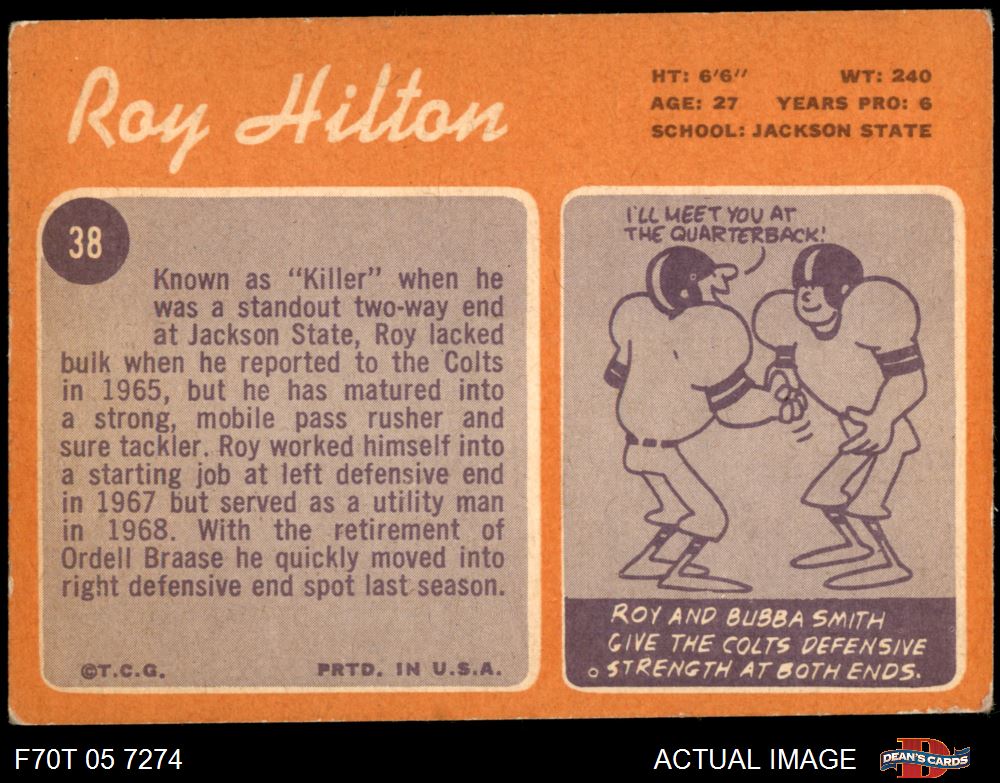 Roy Hilton
HT: 6'6" WT: 240
AGE: 27 YEARS PRO: 6
SCHOOL: JACKSON STATE
38
Known as "Killer" when he
was a standout two-way end
at Jackson State, Roy lacked
bulk when he reported to the Colts
in 1965, but he has matured into
a strong, mobile pass rusher and
sure tackler. Roy worked himself into
a starting job at left defensive end
in 1967 but served as a utility man
in 1968. With the retirement of
Ordell Braase he quickly moved into
right defensive end spot last season.
©T.C.G. PRTD. IN U.S.A.
I'LL MEET YOU AT
THE QUARTERBACK!
ROY AND BUBBA SMITH
GIVE THE COLTS DEFENSIVE
STRENGTH AT BOTH ENDS.
F70T 05 7274
ACTUAL IMAGE
D
DEAN'S CARDS